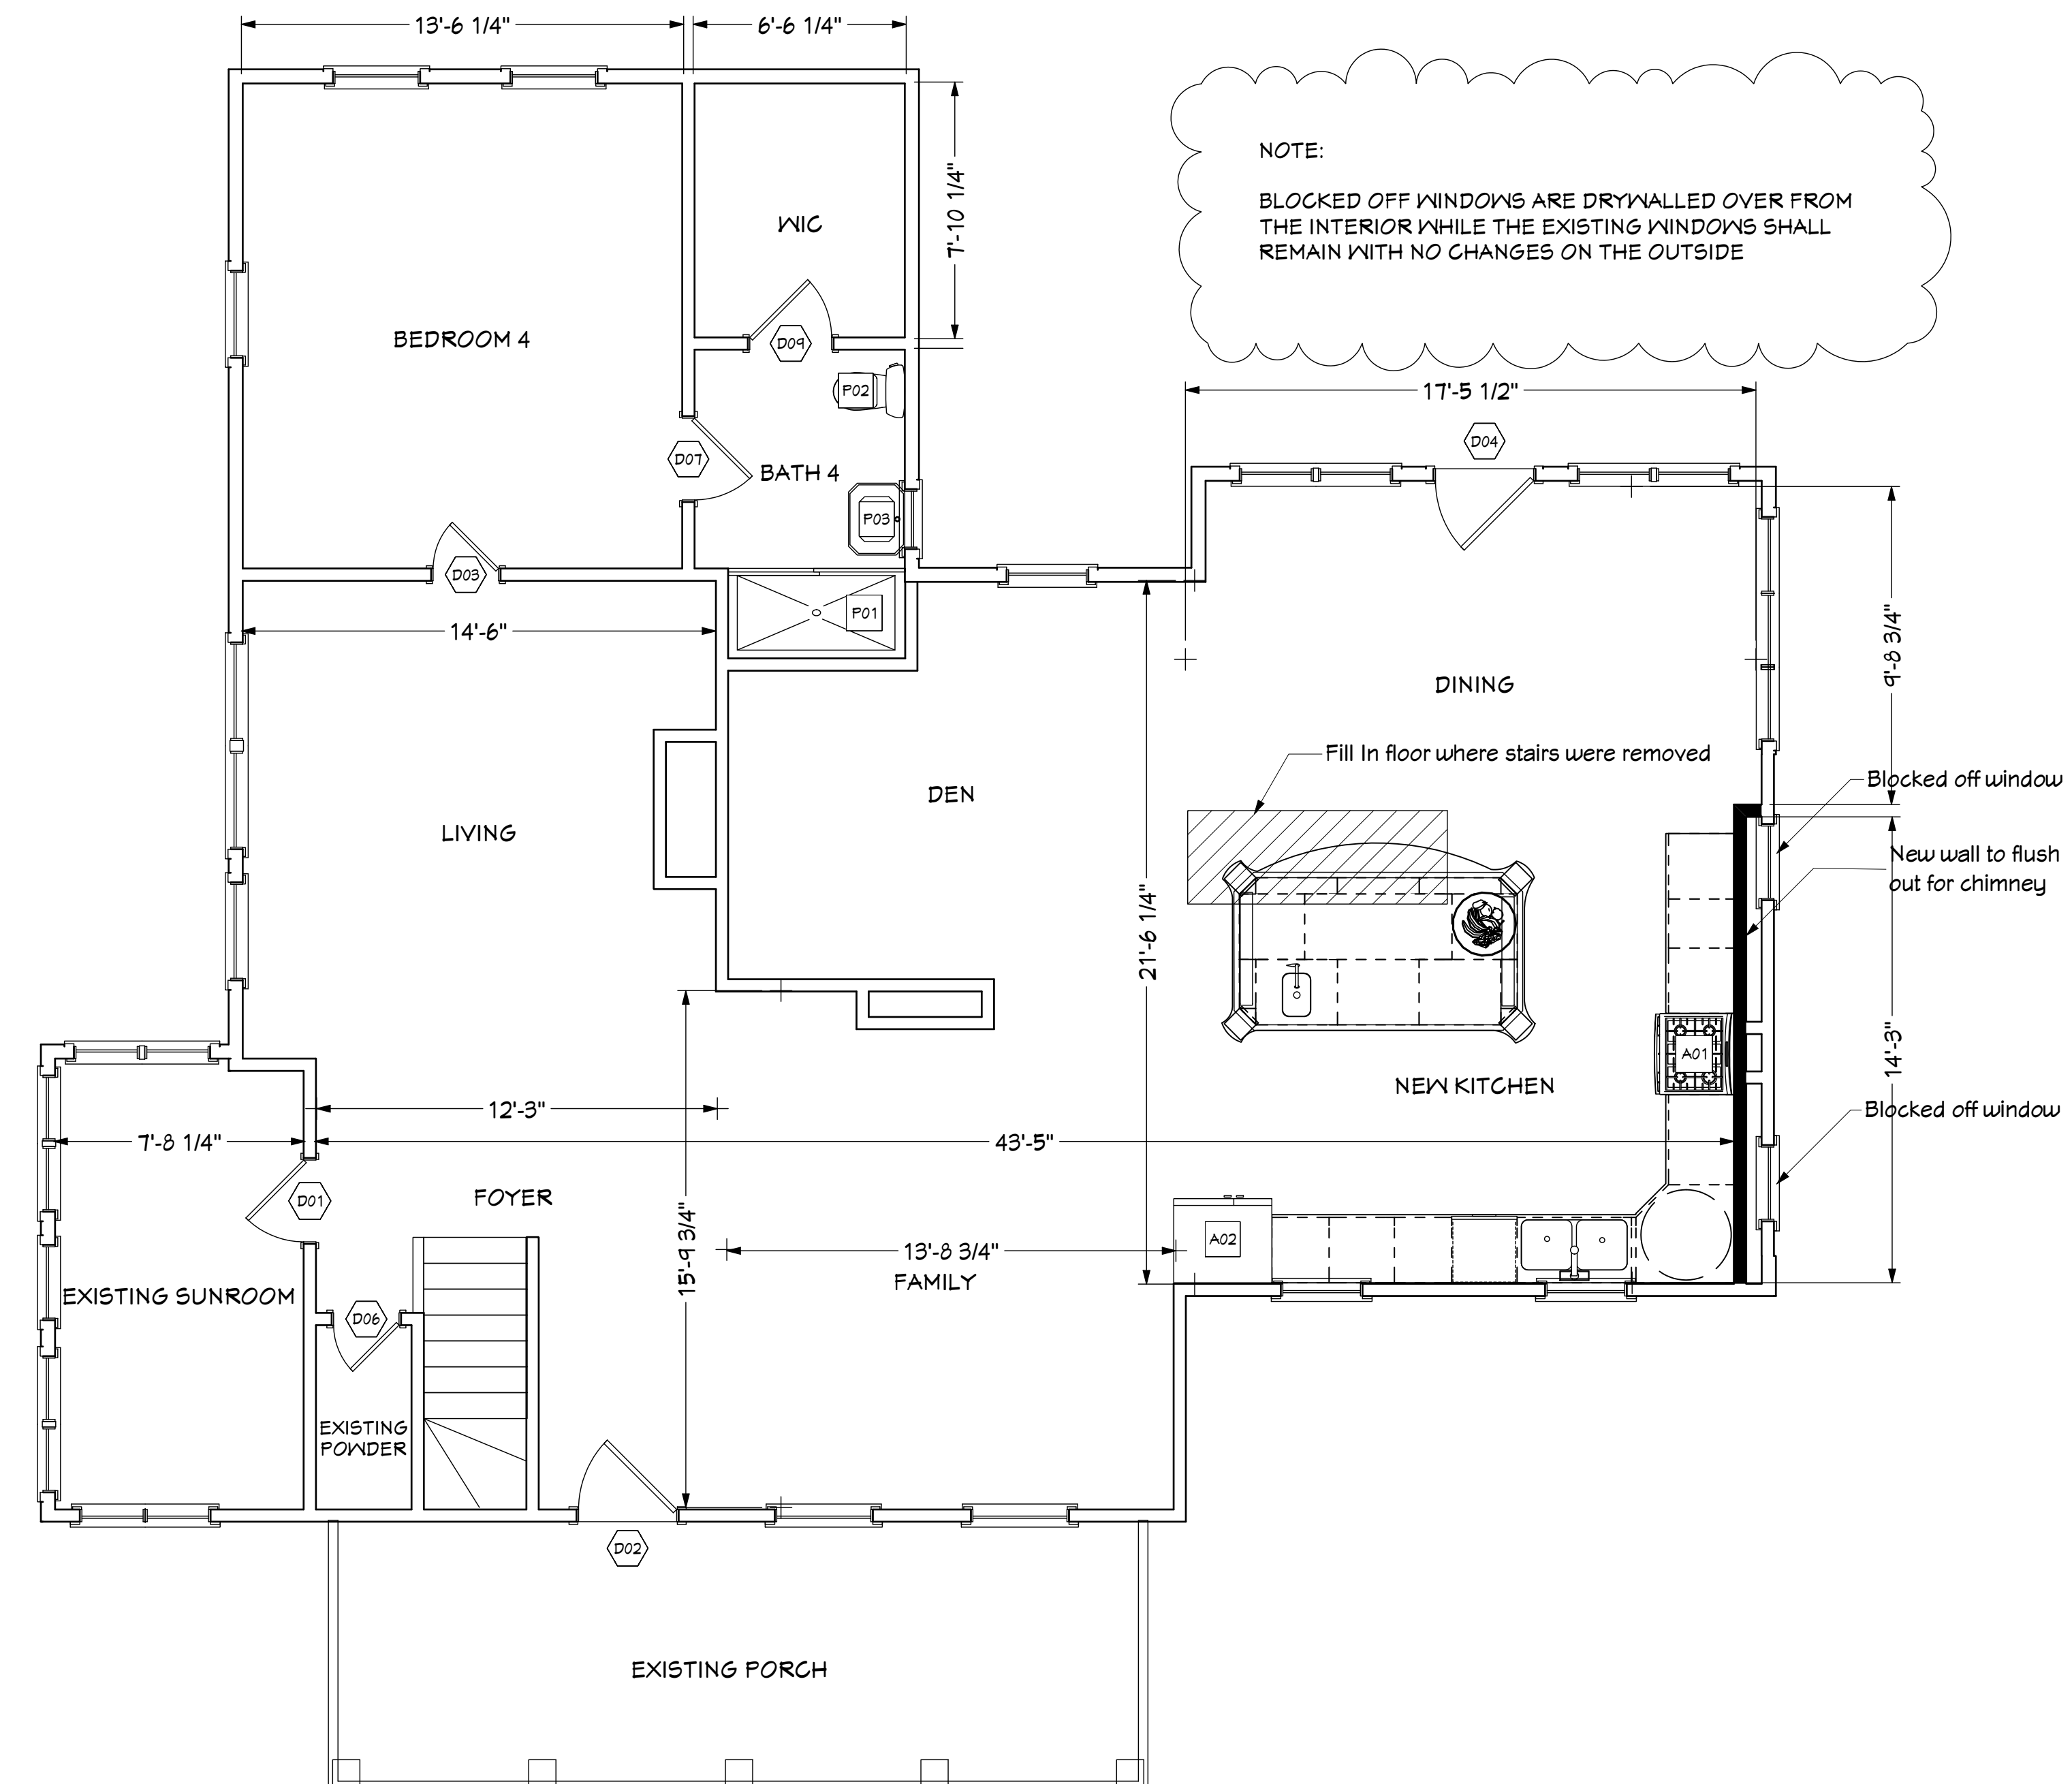 13'-6 1/4"
6'-6 1/4"
7'-10 1/4"
NOTE:
BLOCKED OFF WINDOWS ARE DRYWALLED OVER FROM
THE INTERIOR WHILE THE EXISTING WINDOWS SHALL
REMAIN WITH NO CHANGES ON THE OUTSIDE
WIC
BEDROOM 4
D09
P02
17'-5 1/2"
D04
D07
BATH 4
P03
D03
P01
14'-6"
9'-8 3/4"
DINING
Fill In floor where stairs were removed
Blocked off window
DEN
LIVING
New wall to flush
out for chimney
21'-6 1/4"
A01
14'-3"
NEW KITCHEN
12'-3"
Blocked off window
7'-8 1/4"
43'-5"
D01
FOYER
15'-9 3/4"
A02
13'-8 3/4"
FAMILY
EXISTING SUNROOM
D06
EXISTING
POWDER
D02
EXISTING PORCH